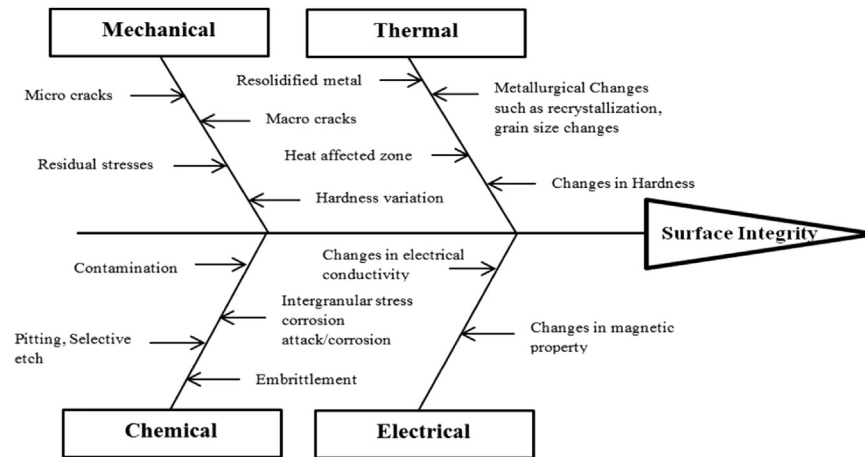 Mechanical
Thermal
Resolidified metal
Metallurgical Changes
such as recrystallization,
grain size changes
Micro cracks
Macro cracks
Residual stresses
Heat affected zone
Hardness variation
Changes in Hardness
Surface Integrity
Contamination
Changes in electrical
conductivity
Intergranular stress
corrosion
attack/corrosion
Pitting, Selective
etch
Changes in magnetic
property
Embrittlement
Chemical
Electrical